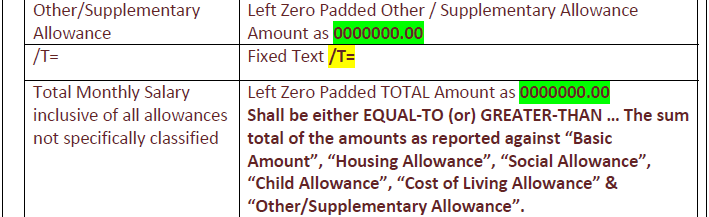 Other/Supplementary
Allowance
Left Zero Padded Other / Supplementary Allowance
Amount as 0000000.00
/T=
Fixed Text /T=
Total Monthly Salary
inclusive of all allowances
not specifically classified
Left Zero Padded TOTAL Amount as 0000000.00
Shall be either EQUAL-TO (or) GREATER-THAN ... The sum
total of the amounts as reported against “Basic
Amount”, “Housing Allowance”, “Social Allowance”,
“Child Allowance”, “Cost of Living Allowance” &
“Other/Supplementary Allowance”.